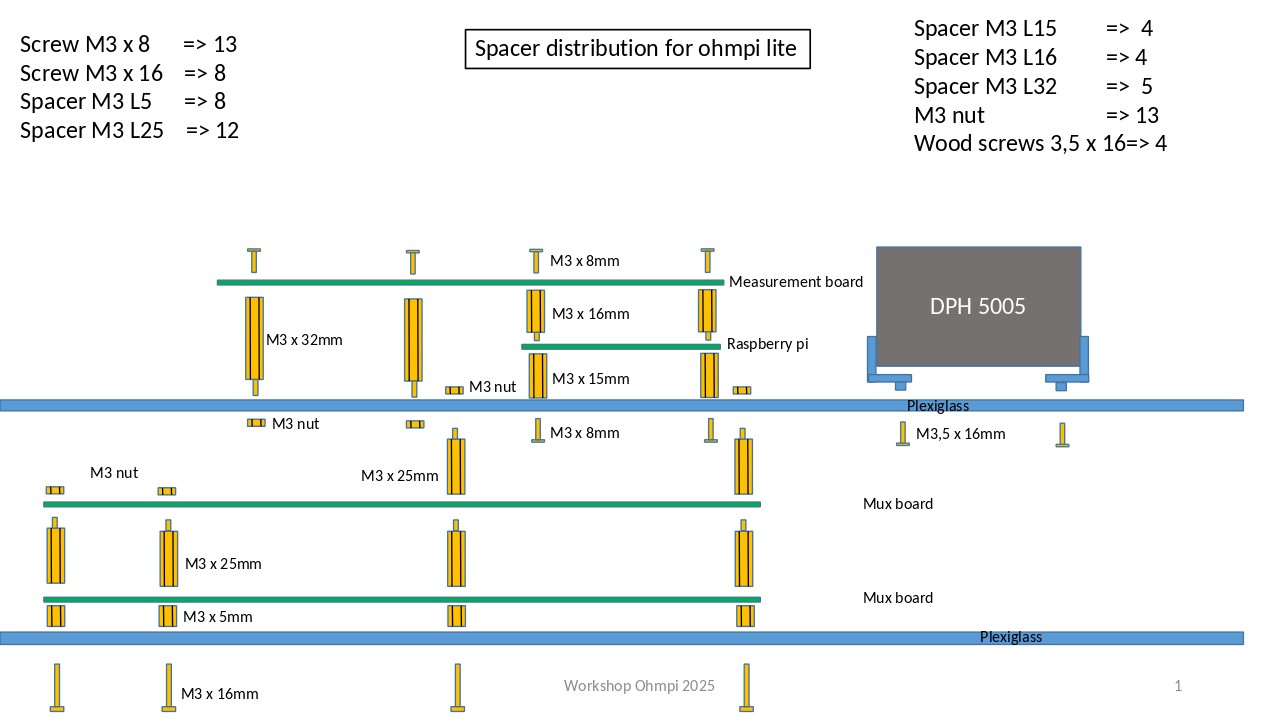 Screw M3 x 8 => 13
Screw M3 x 16 => 8
Spacer M3 L5 => 8
Spacer M3 L25 => 12
Spacer distribution for ohmpi lite
Spacer M3 L15 => 4
Spacer M3 L16 => 4
Spacer M3 L32 => 5
M3 nut => 13
Wood screws 3,5 x 16=> 4
M3 x 8mm
Measurement board
DPH 5005
M3 x 16mm
M3 x 32mm
Raspberry pi
M3 x 15mm
M3 nut
Plexiglass
M3 nut
M3 x 8mm
M3,5 x 16mm
M3 nut
M3 x 25mm
Mux board
M3 x 25mm
Mux board
M3 x 5mm
Plexiglass
M3 x 16mm
Workshop Ohmpi 2025
1